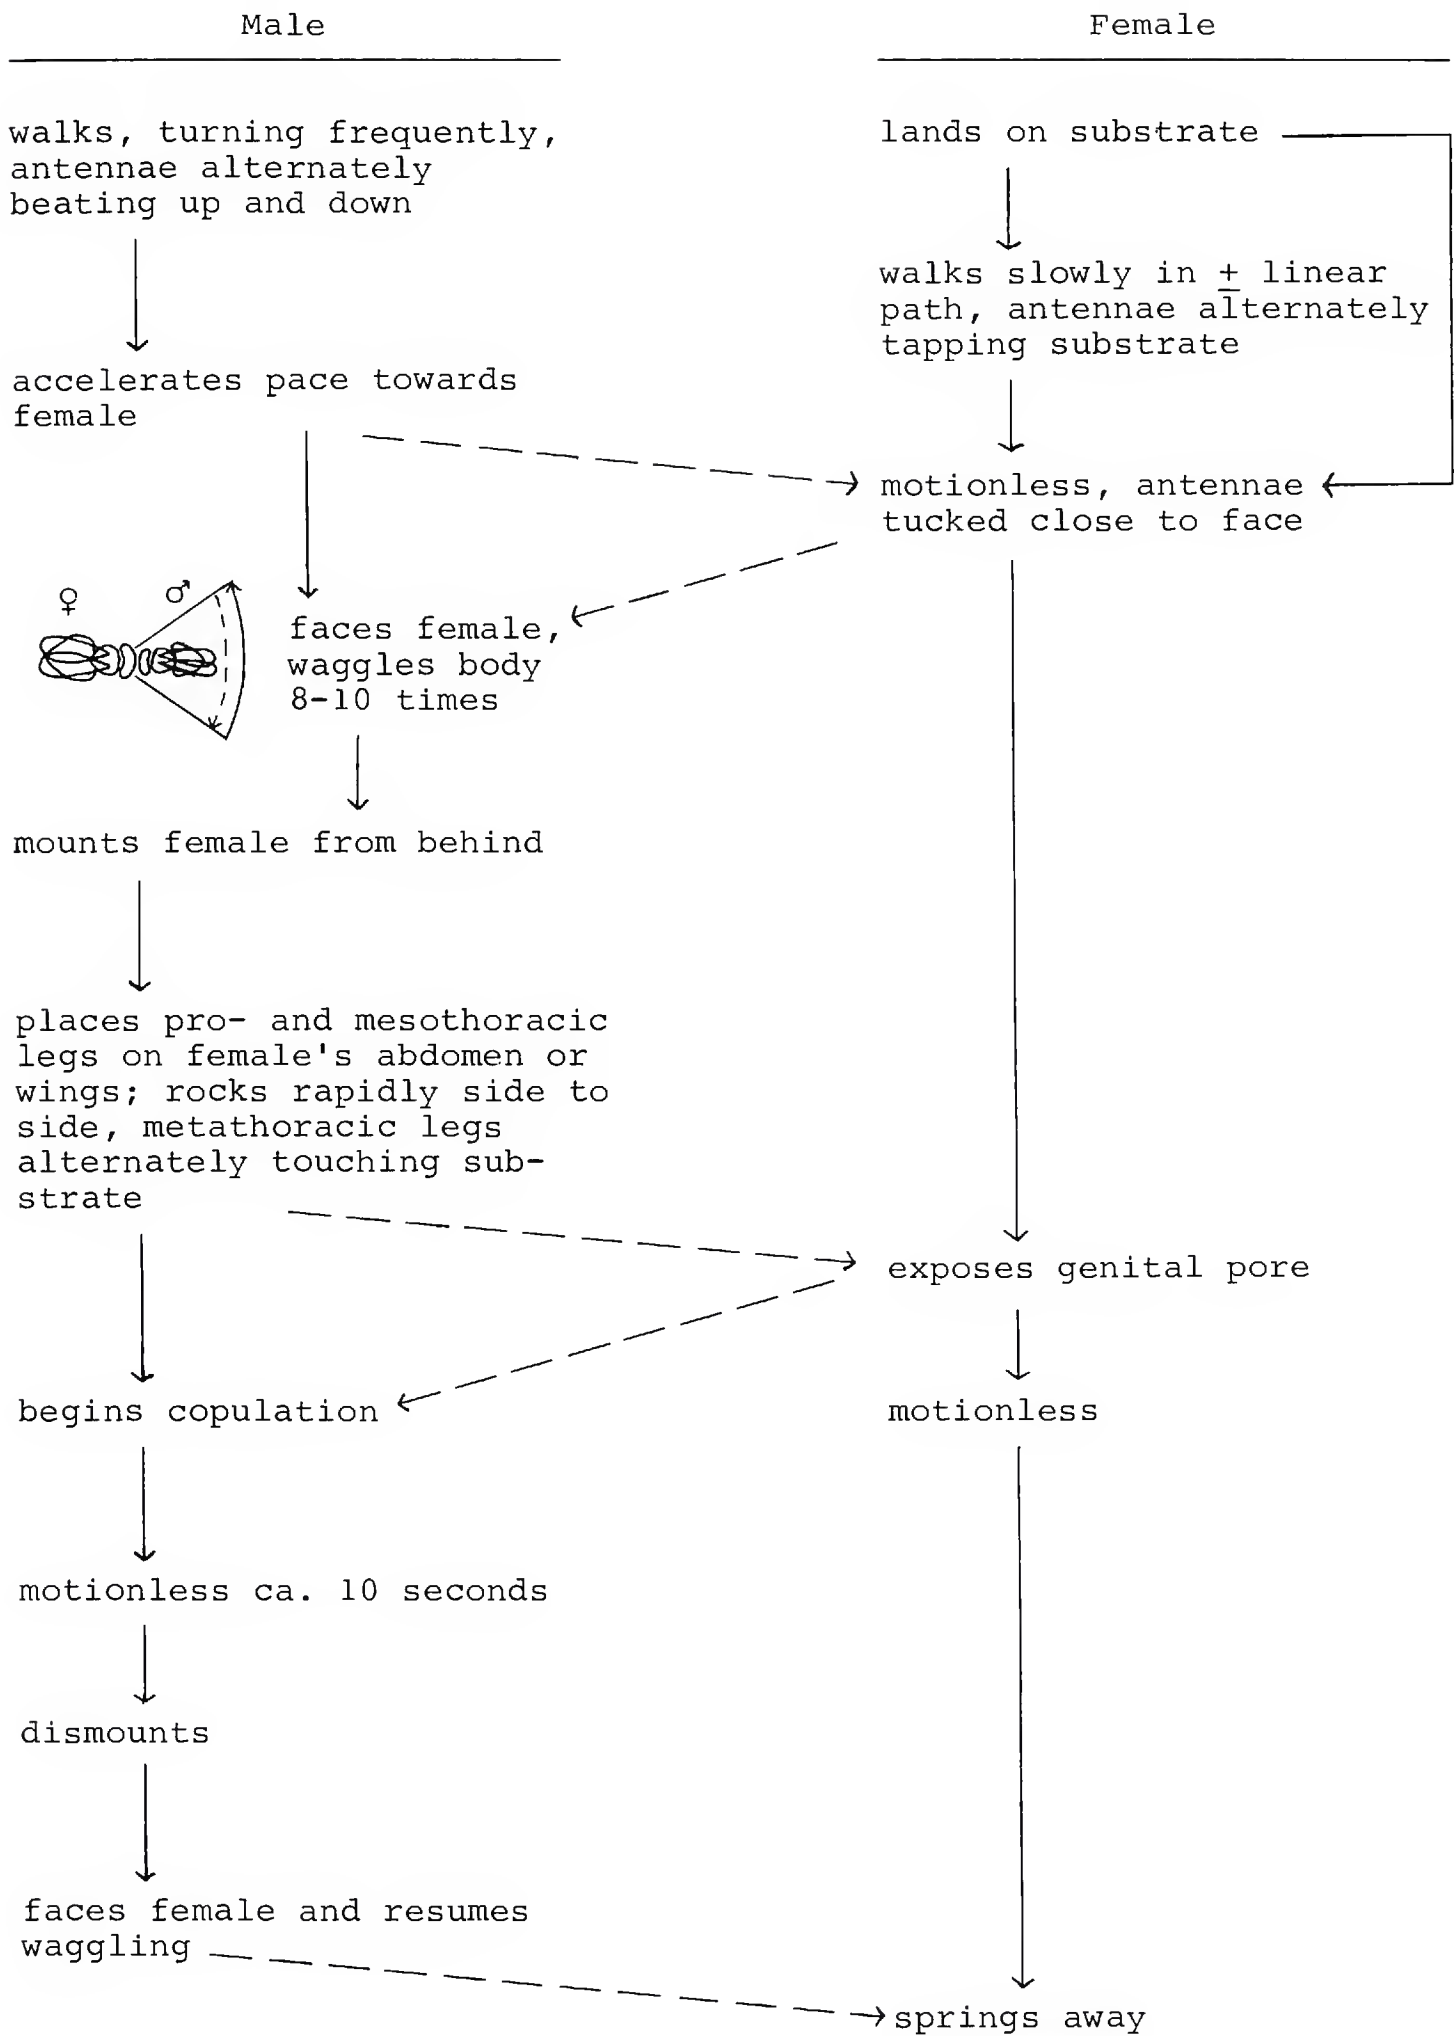 Male
Female
walks, turning frequently,
antennae alternately
beating up and down
accelerates pace towards
female
♀
♂
faces female,
waggles body
8-10 times
mounts female from behind
places pro- and mesothoracic
legs on female's abdomen or
wings; rocks rapidly side to
side, metathoracic legs
alternately touching sub-
strate
begins copulation
motionless ca. 10 seconds
dismounts
faces female and resumes
waggling
lands on substrate
walks slowly in ± linear
path, antennae alternately
tapping substrate
motionless, antennae
tucked close to face
exposes genital pore
motionless
springs away